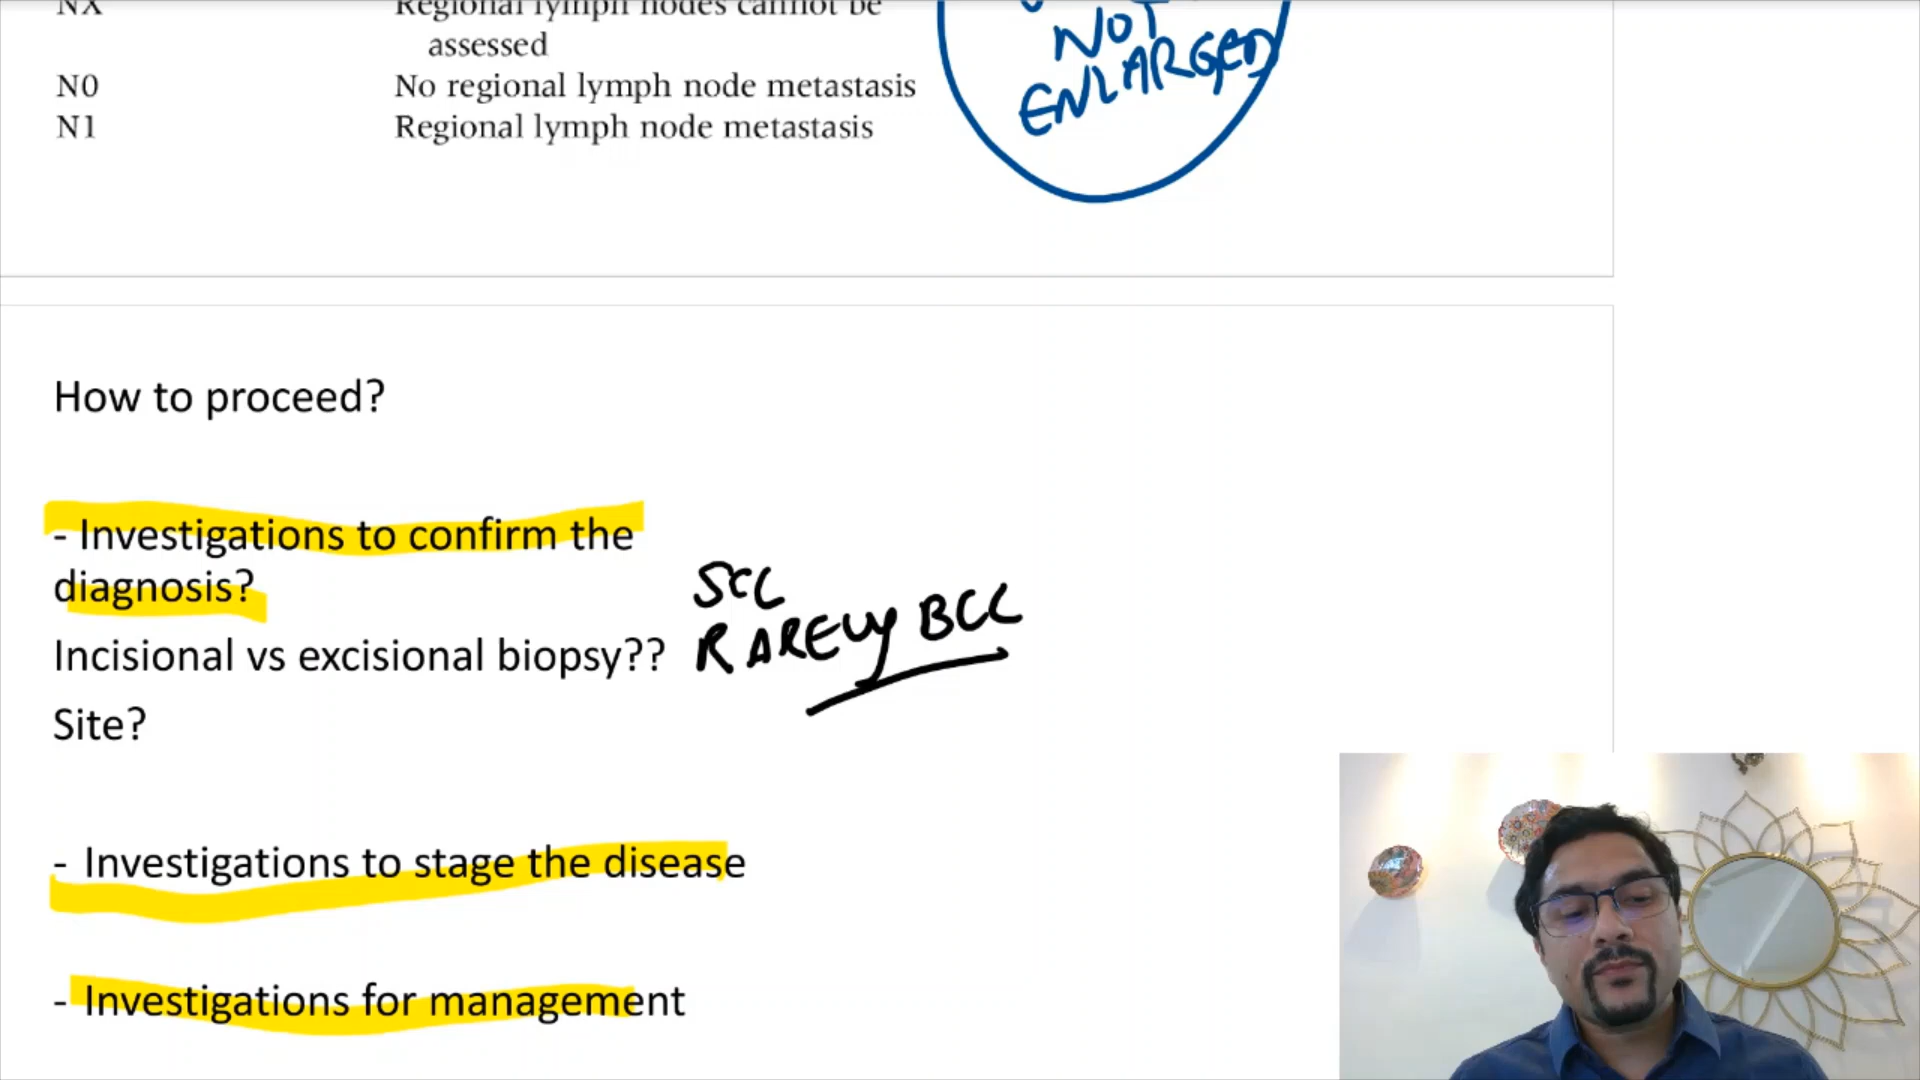 NX Regional lymph nodes cannot be
assessed
N0 No regional lymph node metastasis
N1 Regional lymph node metastasis
NOT
ENLARGED
How to proceed?
- Investigations to confirm the
diagnosis?
SCC
Incisional vs excisional biopsy??
RARELY BCC
Site?
- Investigations to stage the disease
- Investigations for management